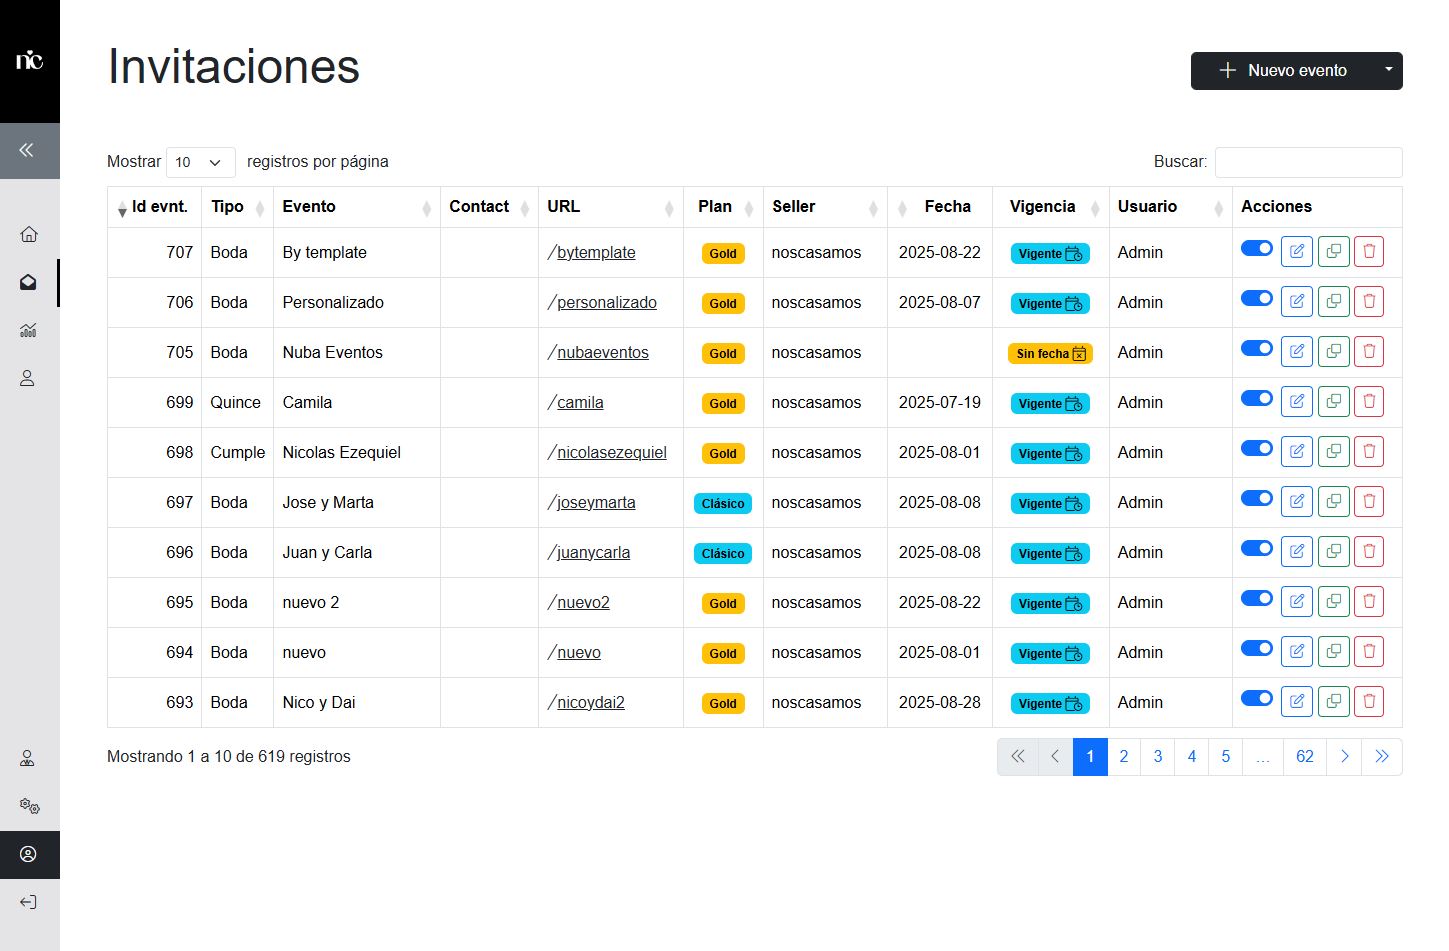 nc
Invitaciones
Nuevo evento
Mostrar 10 registros por página
Buscar:
Id evnt. Tipo Evento Contact URL Plan Seller Fecha Vigencia Usuario Acciones
707 Boda By template /bytemplate Gold noscasamos 2025-08-22 Vigente Admin
706 Boda Personalizado /personalizado Gold noscasamos 2025-08-07 Vigente Admin
705 Boda Nuba Eventos /nubaeventos Gold noscasamos Sin fecha Admin
699 Quince Camila /camila Gold noscasamos 2025-07-19 Vigente Admin
698 Cumple Nicolas Ezequiel /nicolasezequiel Gold noscasamos 2025-08-01 Vigente Admin
697 Boda Jose y Marta /joseymarta Clásico noscasamos 2025-08-08 Vigente Admin
696 Boda Juan y Carla /juanycarla Clásico noscasamos 2025-08-08 Vigente Admin
695 Boda nuevo 2 /nuevo2 Gold noscasamos 2025-08-22 Vigente Admin
694 Boda nuevo /nuevo Gold noscasamos 2025-08-01 Vigente Admin
693 Boda Nico y Dai /nicoydai2 Gold noscasamos 2025-08-28 Vigente Admin
Mostrando 1 a 10 de 619 registros
« ‹ 1 2 3 4 5 … 62 › »